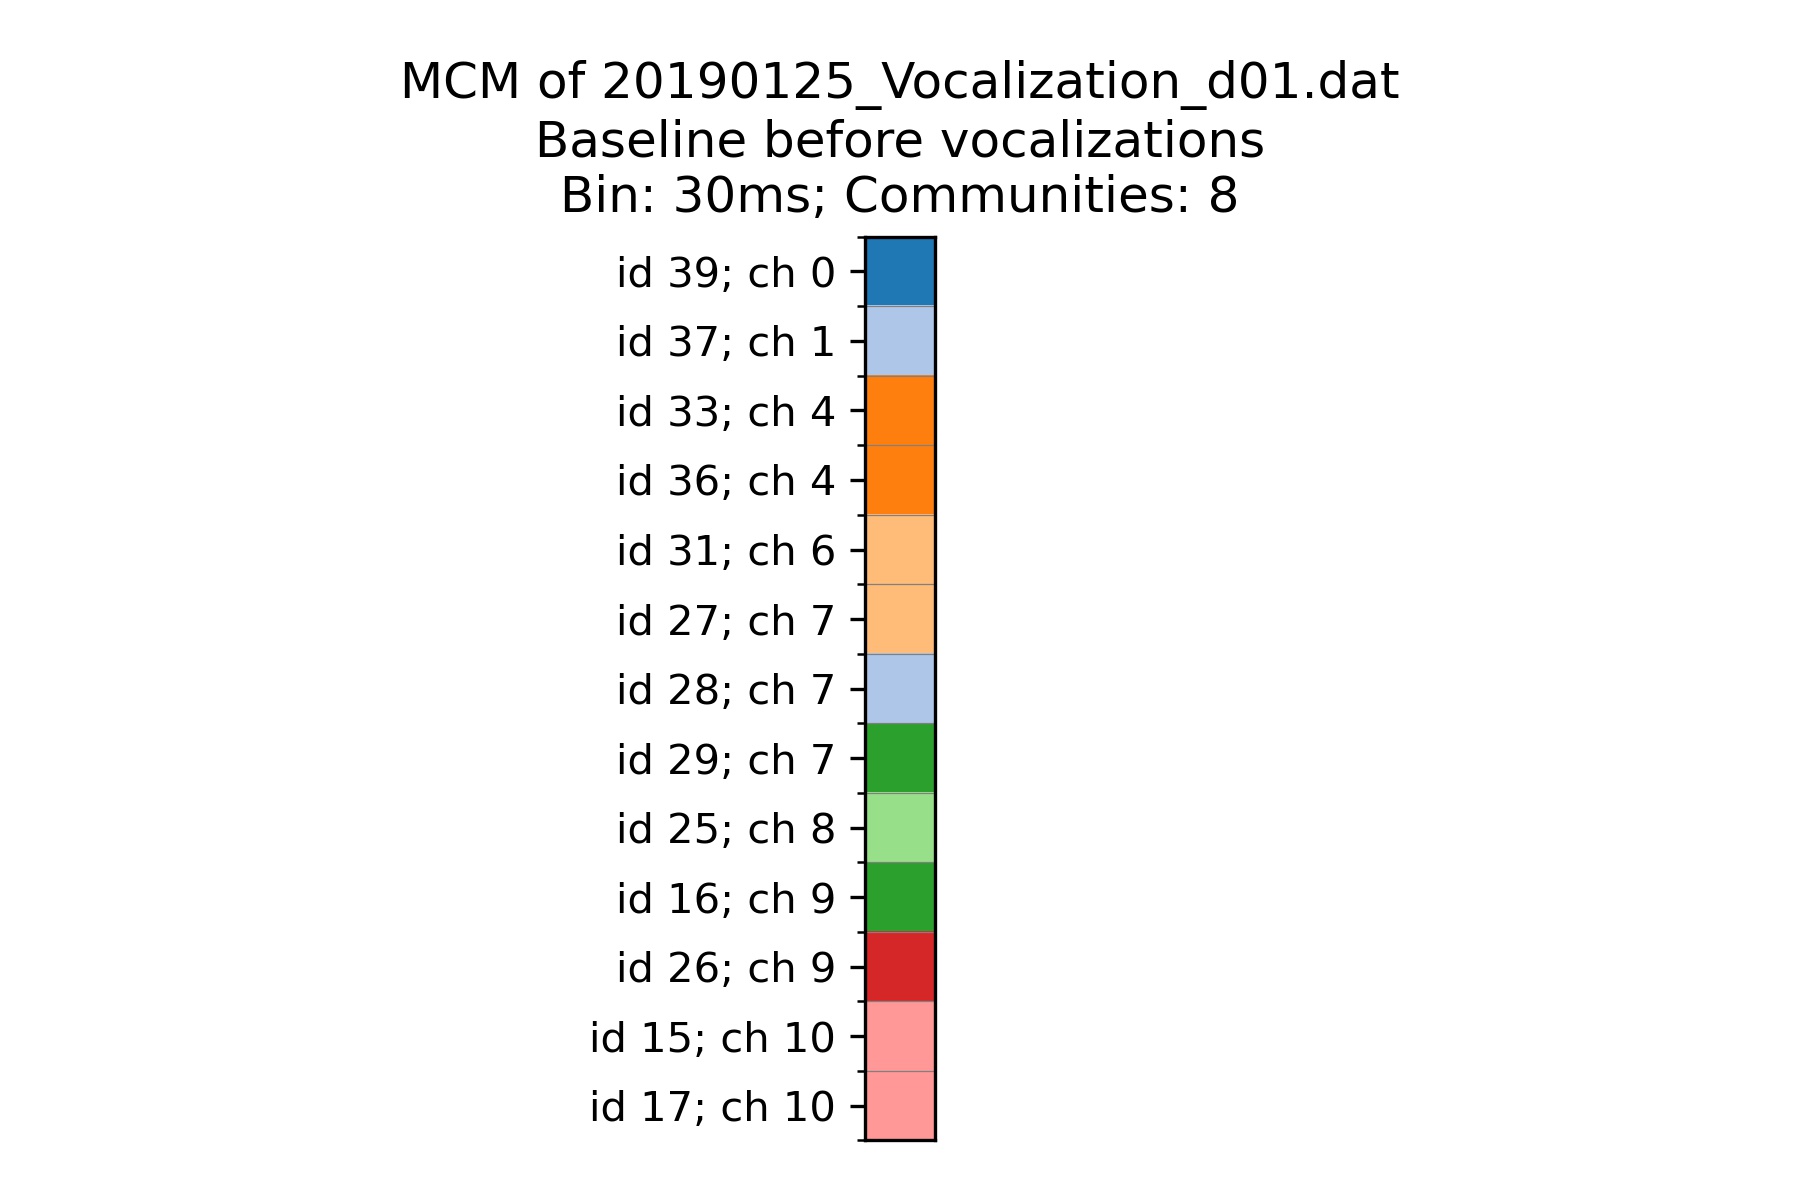 MCM of 20190125_Vocalization_d01.dat
Baseline before vocalizations
Bin: 30ms; Communities: 8
id 39; ch 0
id 37; ch 1
id 33; ch 4
id 36; ch 4
id 31; ch 6
id 27; ch 7
id 28; ch 7
id 29; ch 7
id 25; ch 8
id 16; ch 9
id 26; ch 9
id 15; ch 10
id 17; ch 10